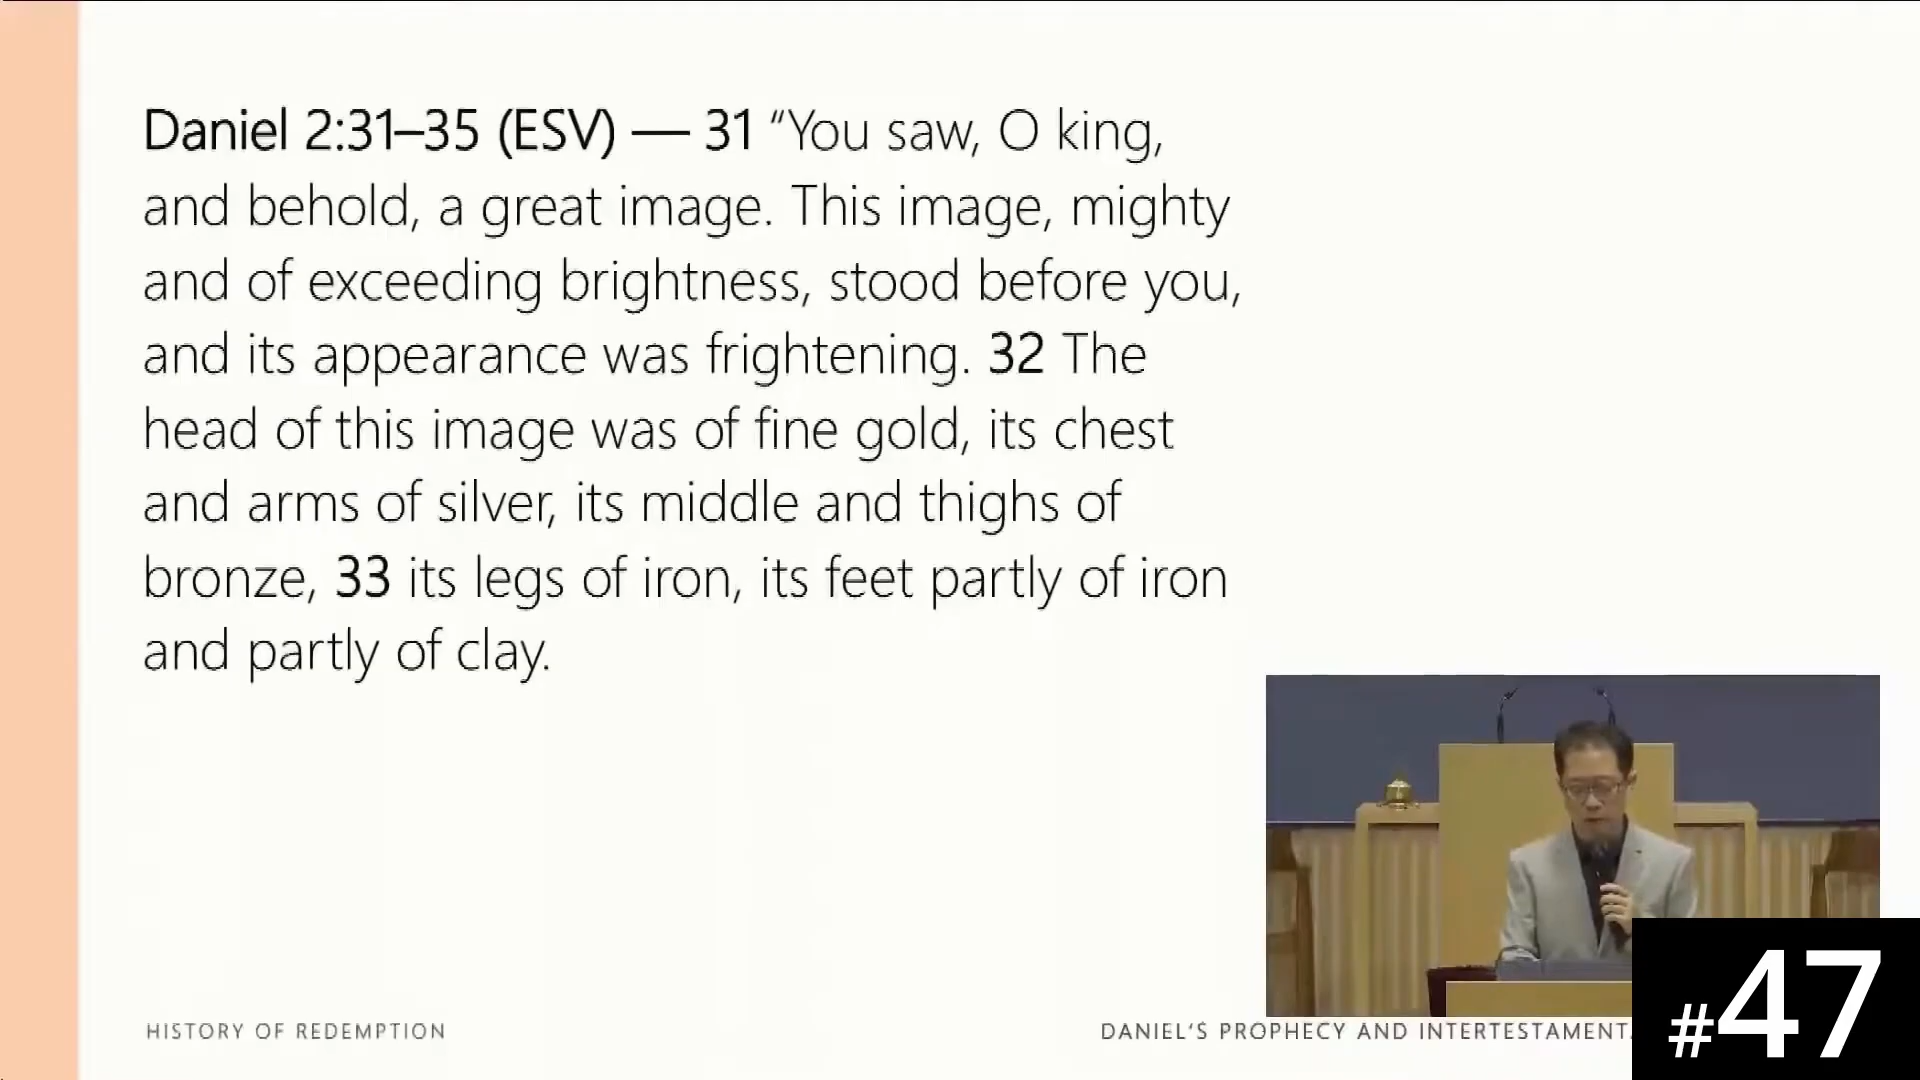 Daniel 2:31–35 (ESV) — 31 “You saw, O king,
and behold, a great image. This image, mighty
and of exceeding brightness, stood before you,
and its appearance was frightening. 32 The
head of this image was of fine gold, its chest
and arms of silver, its middle and thighs of
bronze, 33 its legs of iron, its feet partly of iron
and partly of clay.
HISTORY OF REDEMPTION
DANIEL’S PROPHECY AND
#47